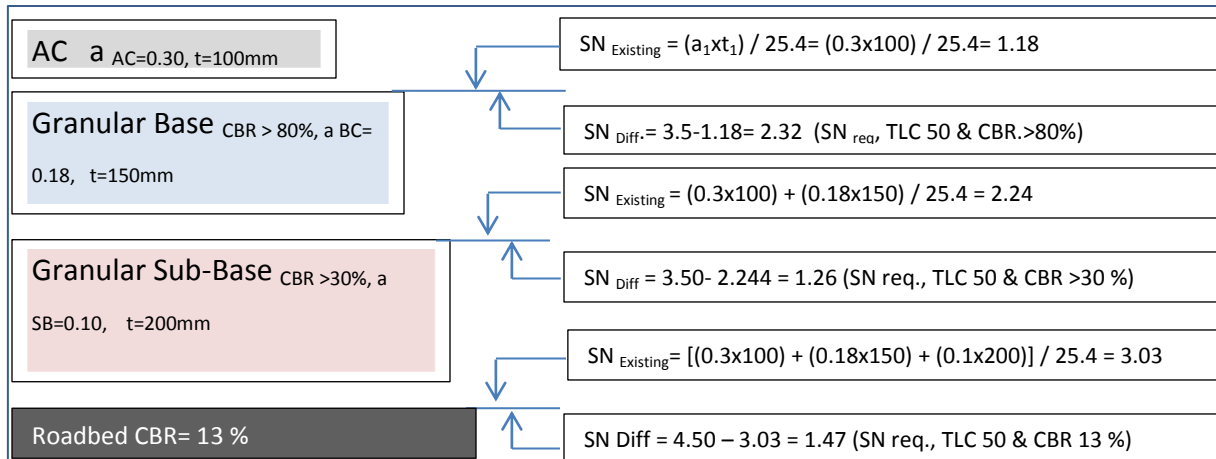 AC a AC=0.30, t=100mm
SN Existing = (a1xt1) / 25.4= (0.3x100) / 25.4= 1.18
Granular Base CBR > 80%, a BC=
0.18, t=150mm
SN Diff.= 3.5-1.18= 2.32 (SN req, TLC 50 & CBR.>80%)
SN Existing = (0.3x100) + (0.18x150) / 25.4 = 2.24
Granular Sub-Base CBR >30%, a
SB=0.10, t=200mm
SN Diff = 3.50- 2.244 = 1.26 (SN req., TLC 50 & CBR >30 %)
SN Existing= [(0.3x100) + (0.18x150) + (0.1x200)] / 25.4 = 3.03
Roadbed CBR= 13 %
SN Diff = 4.50 – 3.03 = 1.47 (SN req., TLC 50 & CBR 13 %)